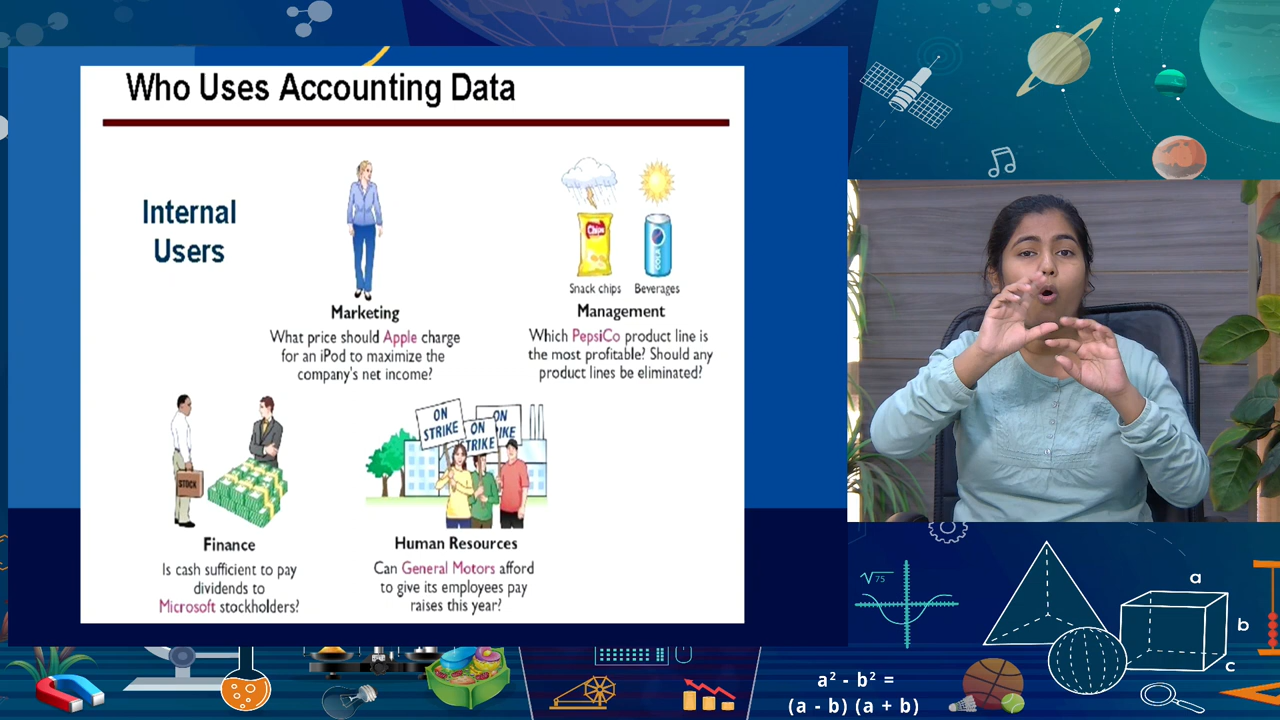 Who Uses Accounting Data
Internal
Users
Chips
COLA
Snack chips
Beverages
Marketing
What price should Apple charge
for an iPod to maximize the
company's net income?
Management
Which PepsiCo product line is
the most profitable? Should any
product lines be eliminated?
STOCK
ON
STRIKE
ON
STRIKE
ON
IKE
Finance
Is cash sufficient to pay
dividends to
Microsoft stockholders?
Human Resources
Can General Motors afford
to give its employees pay
raises this year?
√75
a
b
c
a² - b² =
(a - b) (a + b)